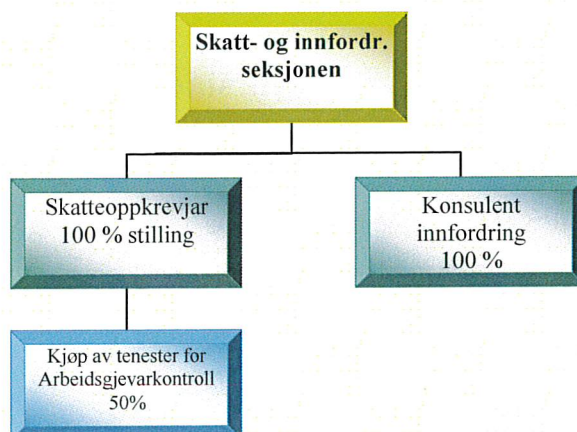 Skatt- og innfordr.
seksjonen
Skatteoppkrevjar
100 % stilling
Konsulent
innfordring
100 %
Kjøp av tenester for
Arbeidsgjevarkontroll
50%